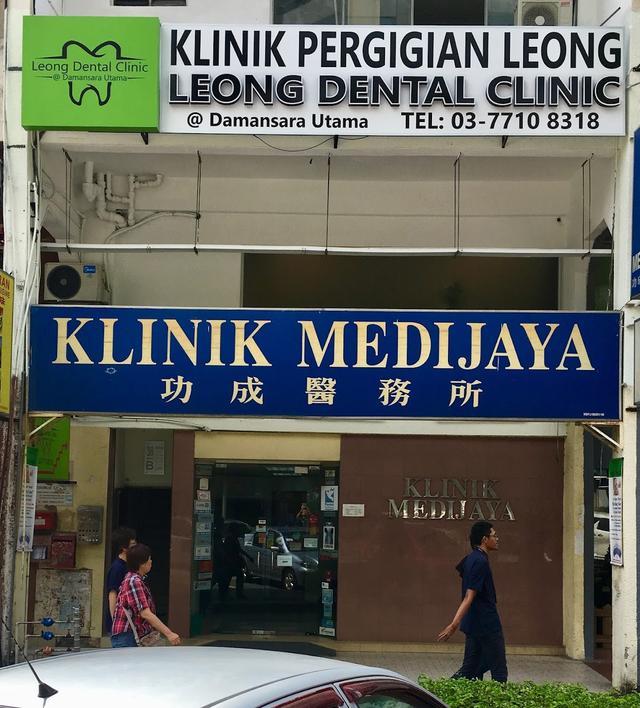 Leong Dental Clinic
@ Damansara Utama
KLINIK PERGIGIAN LEONG
LEONG DENTAL CLINIC
@ Damansara Utama TEL: 03-7710 8318
KLINIK MEDIJAYA
功成醫務所
KLINIK
MEDIJAYA